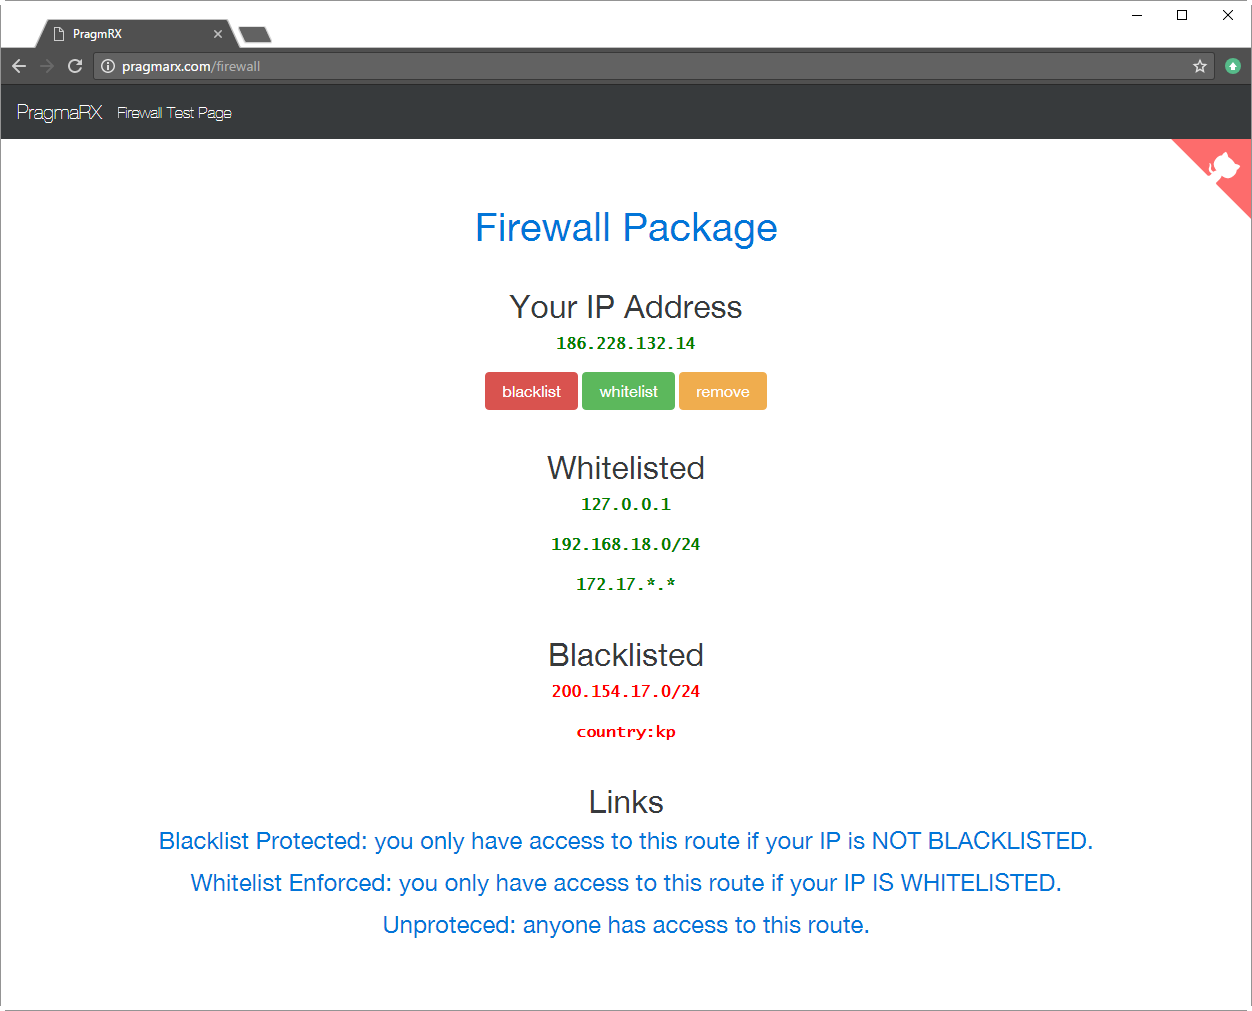 PragmRX
pragmarx.com/firewall
PragmaRX Firewall Test Page
Firewall Package
Your IP Address
186.228.132.14
blacklist whitelist remove
Whitelisted
127.0.0.1
192.168.18.0/24
172.17.*.*
Blacklisted
200.154.17.0/24
country:kp
Links
Blacklist Protected: you only have access to this route if your IP is NOT BLACKLISTED.
Whitelist Enforced: you only have access to this route if your IP IS WHITELISTED.
Unproteced: anyone has access to this route.